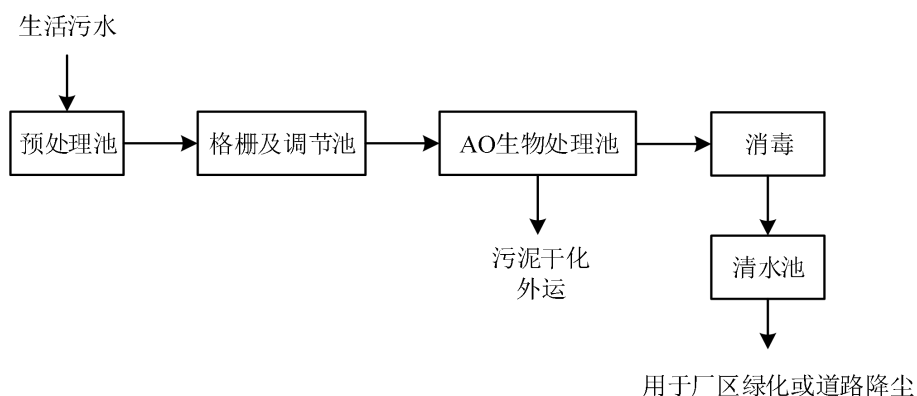 生活污水
预处理池
格栅及调节池
AO生物处理池
消毒
污泥干化
外运
清水池
用于厂区绿化或道路降尘